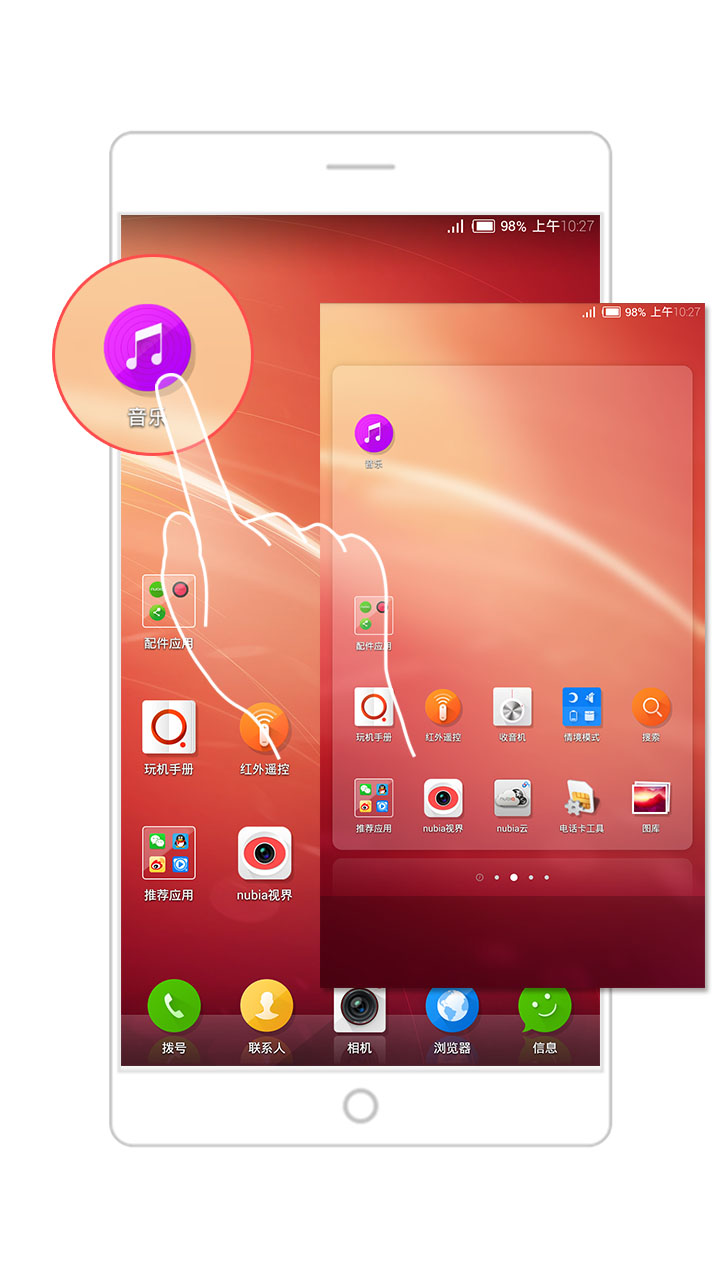 98% 上午10:27
98% 上午10:27
音乐
音乐
配件应用
配件应用
玩机手册 红外遥控 收音机 情境模式 搜索
玩机手册 红外遥控
推荐应用 nubia视界 nubia云 电话卡工具 图库
推荐应用 nubia视界
拨号 联系人 相机 浏览器 信息